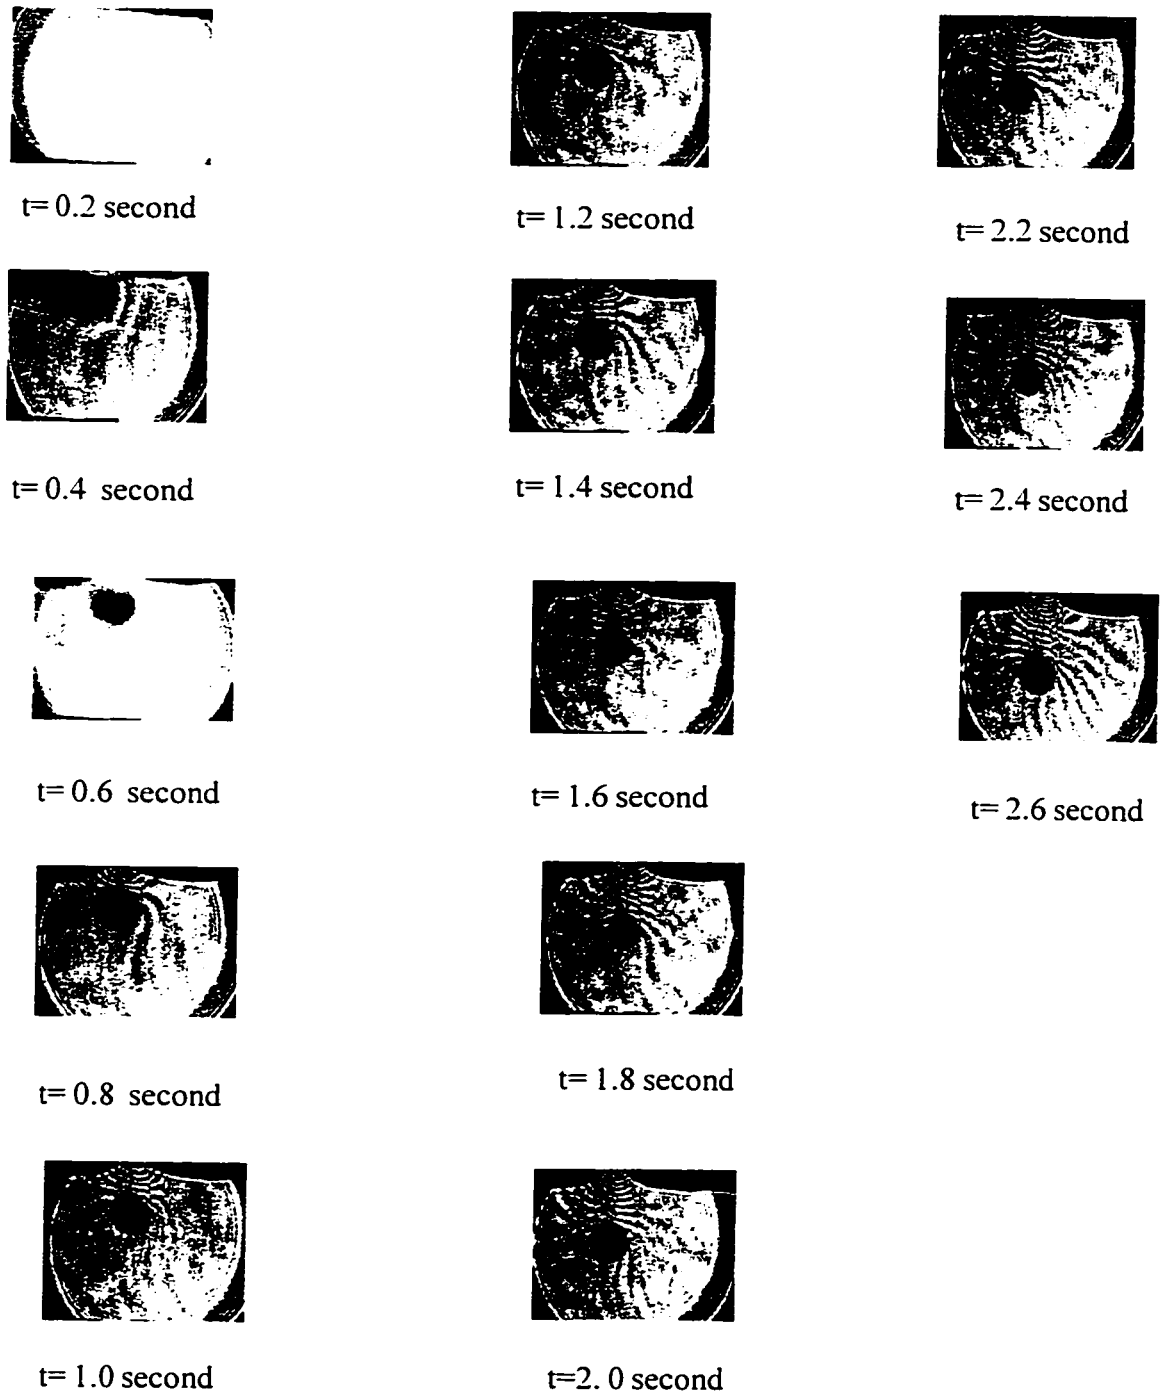 t= 0.2 second
t= 1.2 second
t= 2.2 second
t= 0.4 second
t= 1.4 second
t= 2.4 second
t= 0.6 second
t= 1.6 second
t= 2.6 second
t= 0.8 second
t= 1.8 second
t= 1.0 second
t=2. 0 second